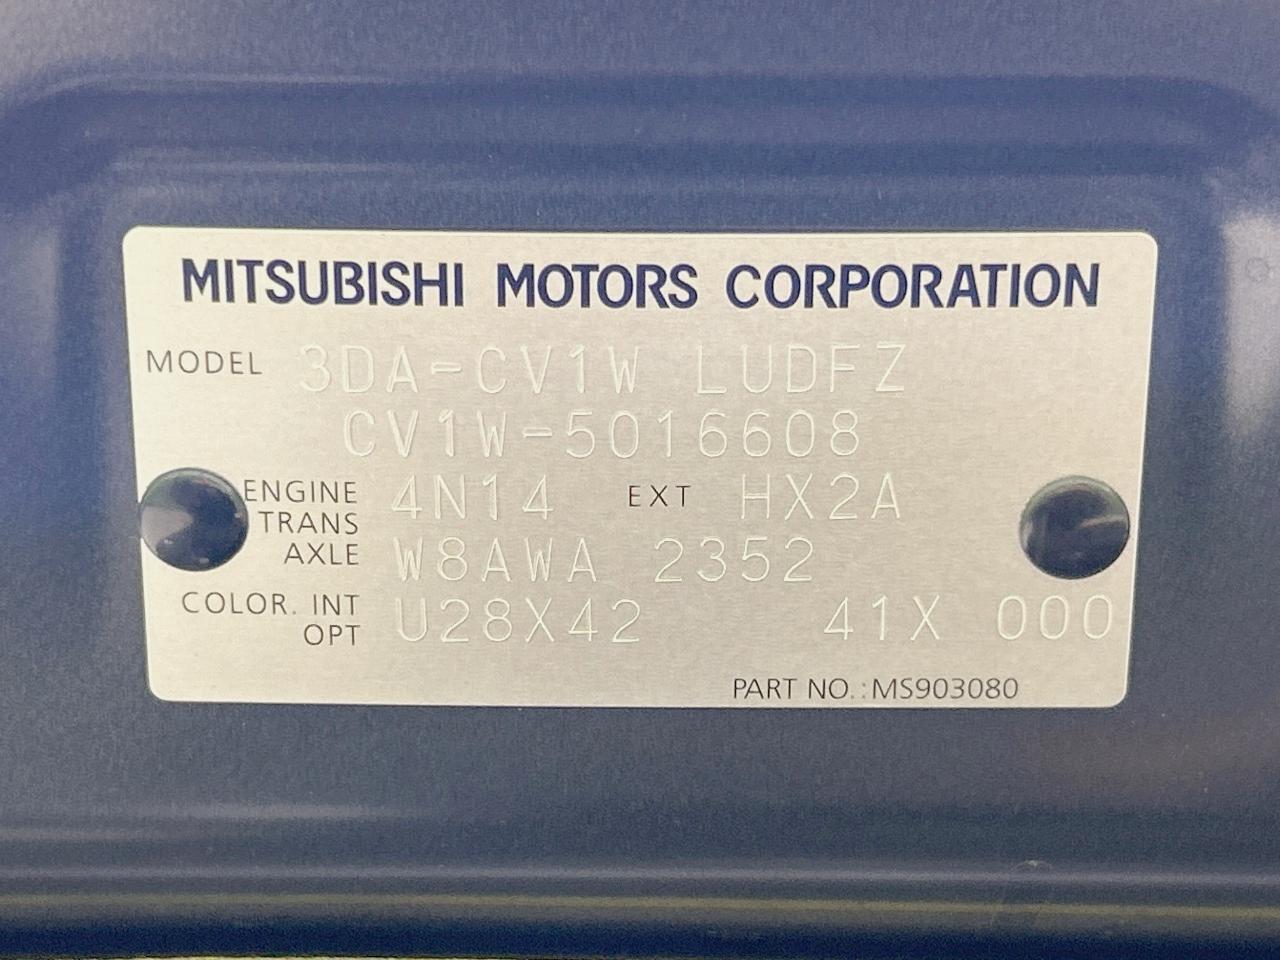 MITSUBISHI MOTORS CORPORATION
MODEL 3DA-CV1W LUDFZ
CV1W-5016608
ENGINE 4N14 EXT HX2A
TRANS
AXLE W8AWA 2352
COLOR. INT
OPT U28X42 41X 000
PART NO.:MS903080